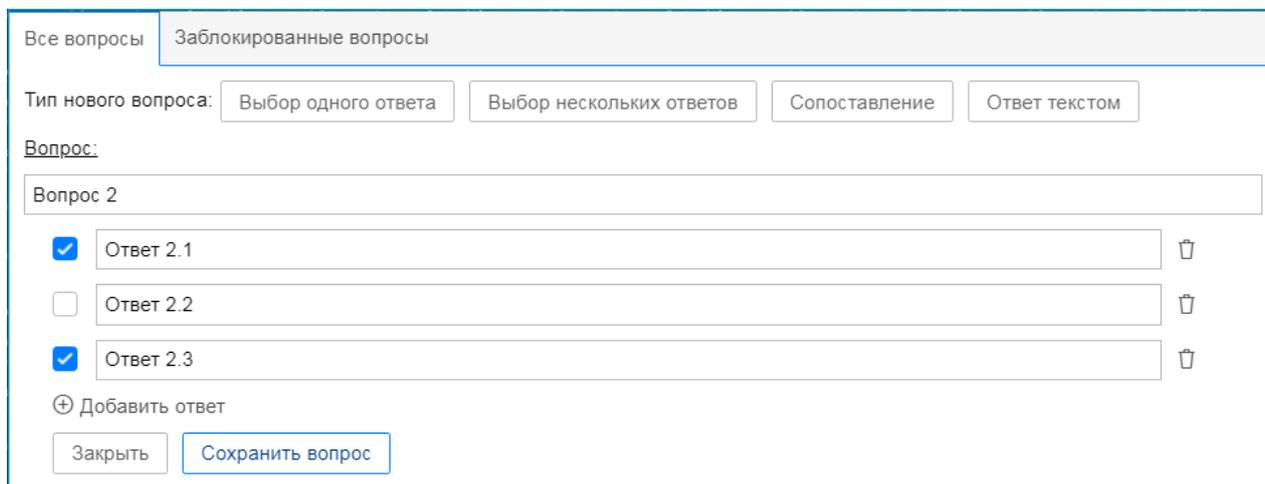 Все вопросы Заблокированные вопросы
Тип нового вопроса: Выбор одного ответа Выбор нескольких ответов Сопоставление Ответ текстом
Вопрос:
Вопрос 2
Ответ 2.1
Ответ 2.2
Ответ 2.3
Добавить ответ
Закрыть Сохранить вопрос